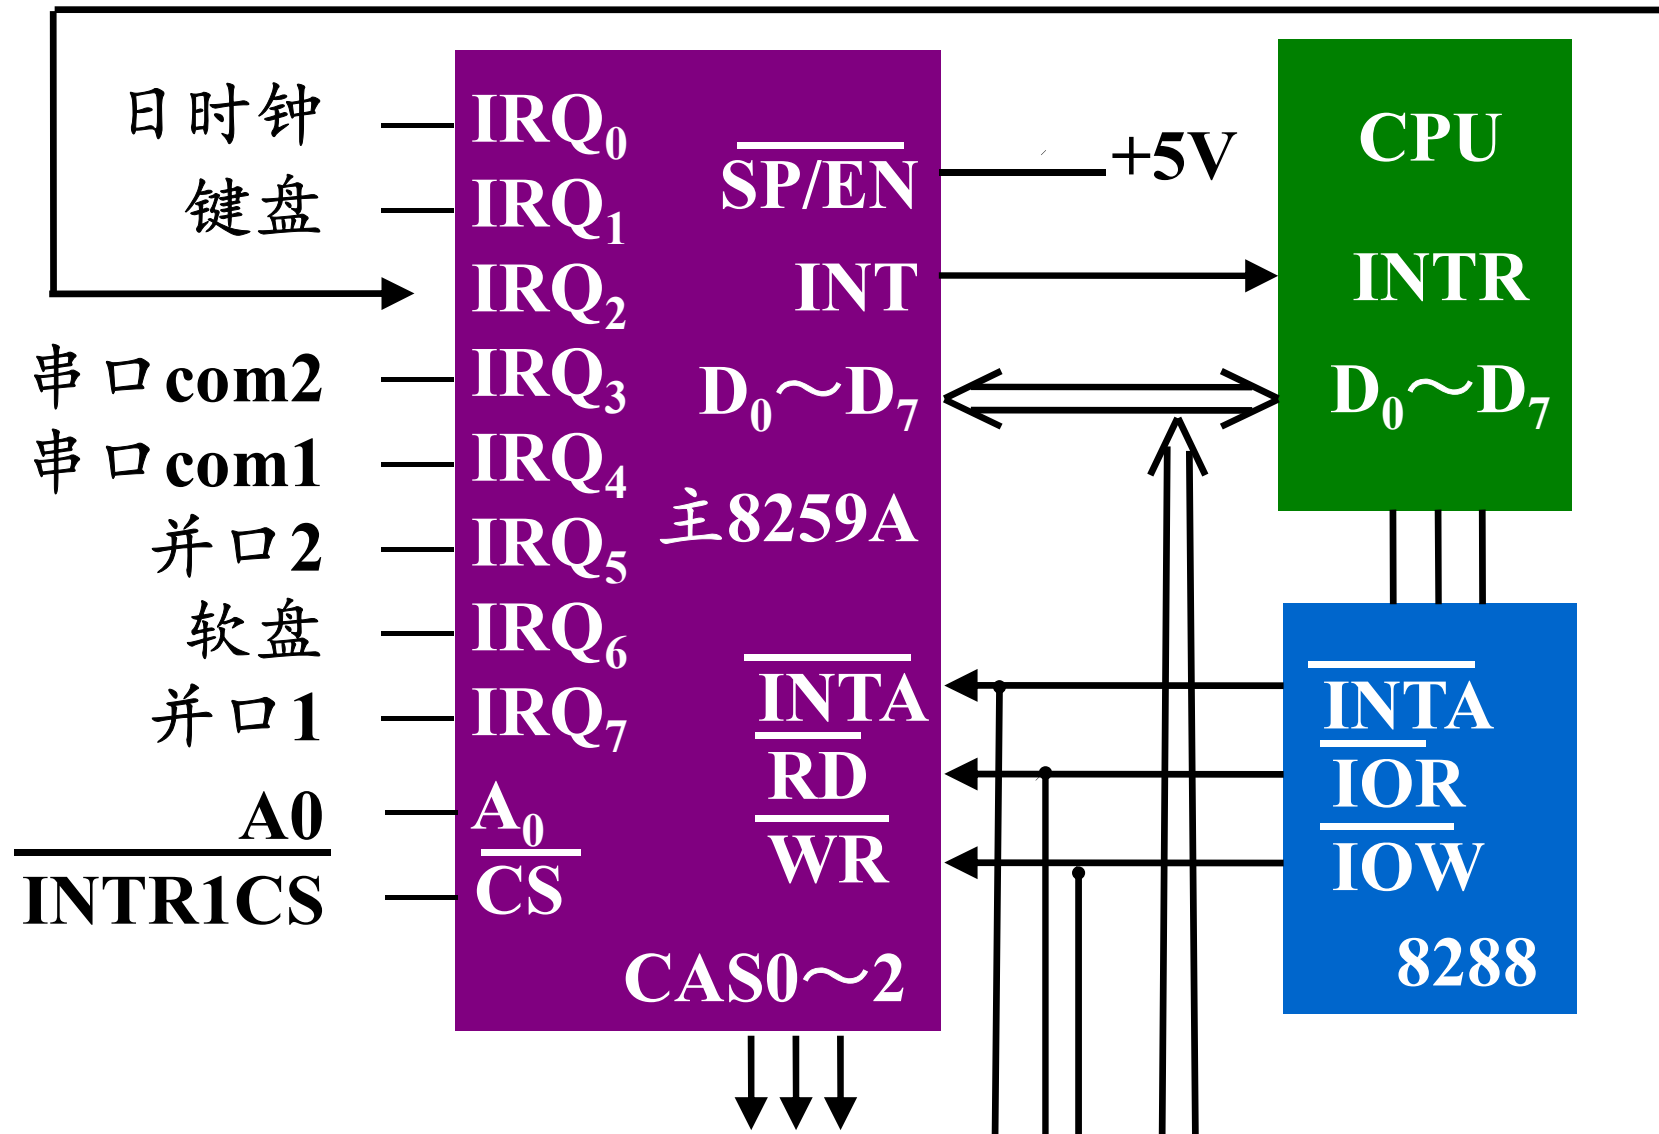 日时钟
键盘
串口com2
串口com1
并口2
软盘
并口1
A0
INTR1CS
IRQ0
IRQ1
IRQ2
IRQ3
IRQ4
IRQ5
IRQ6
IRQ7
A0
CS
SP/EN
INT
D0～D7
主8259A
INTA
RD
WR
CAS0～2
+5V
CPU
INTR
D0～D7
INTA
IOR
IOW
8288